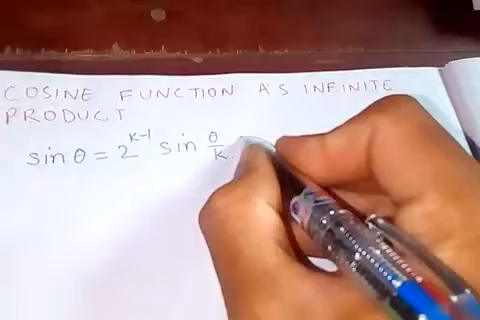 COSINE FUNCTION AS INFINITE
PRODUCT
sin θ = 2^{K-1} sin θ/K .